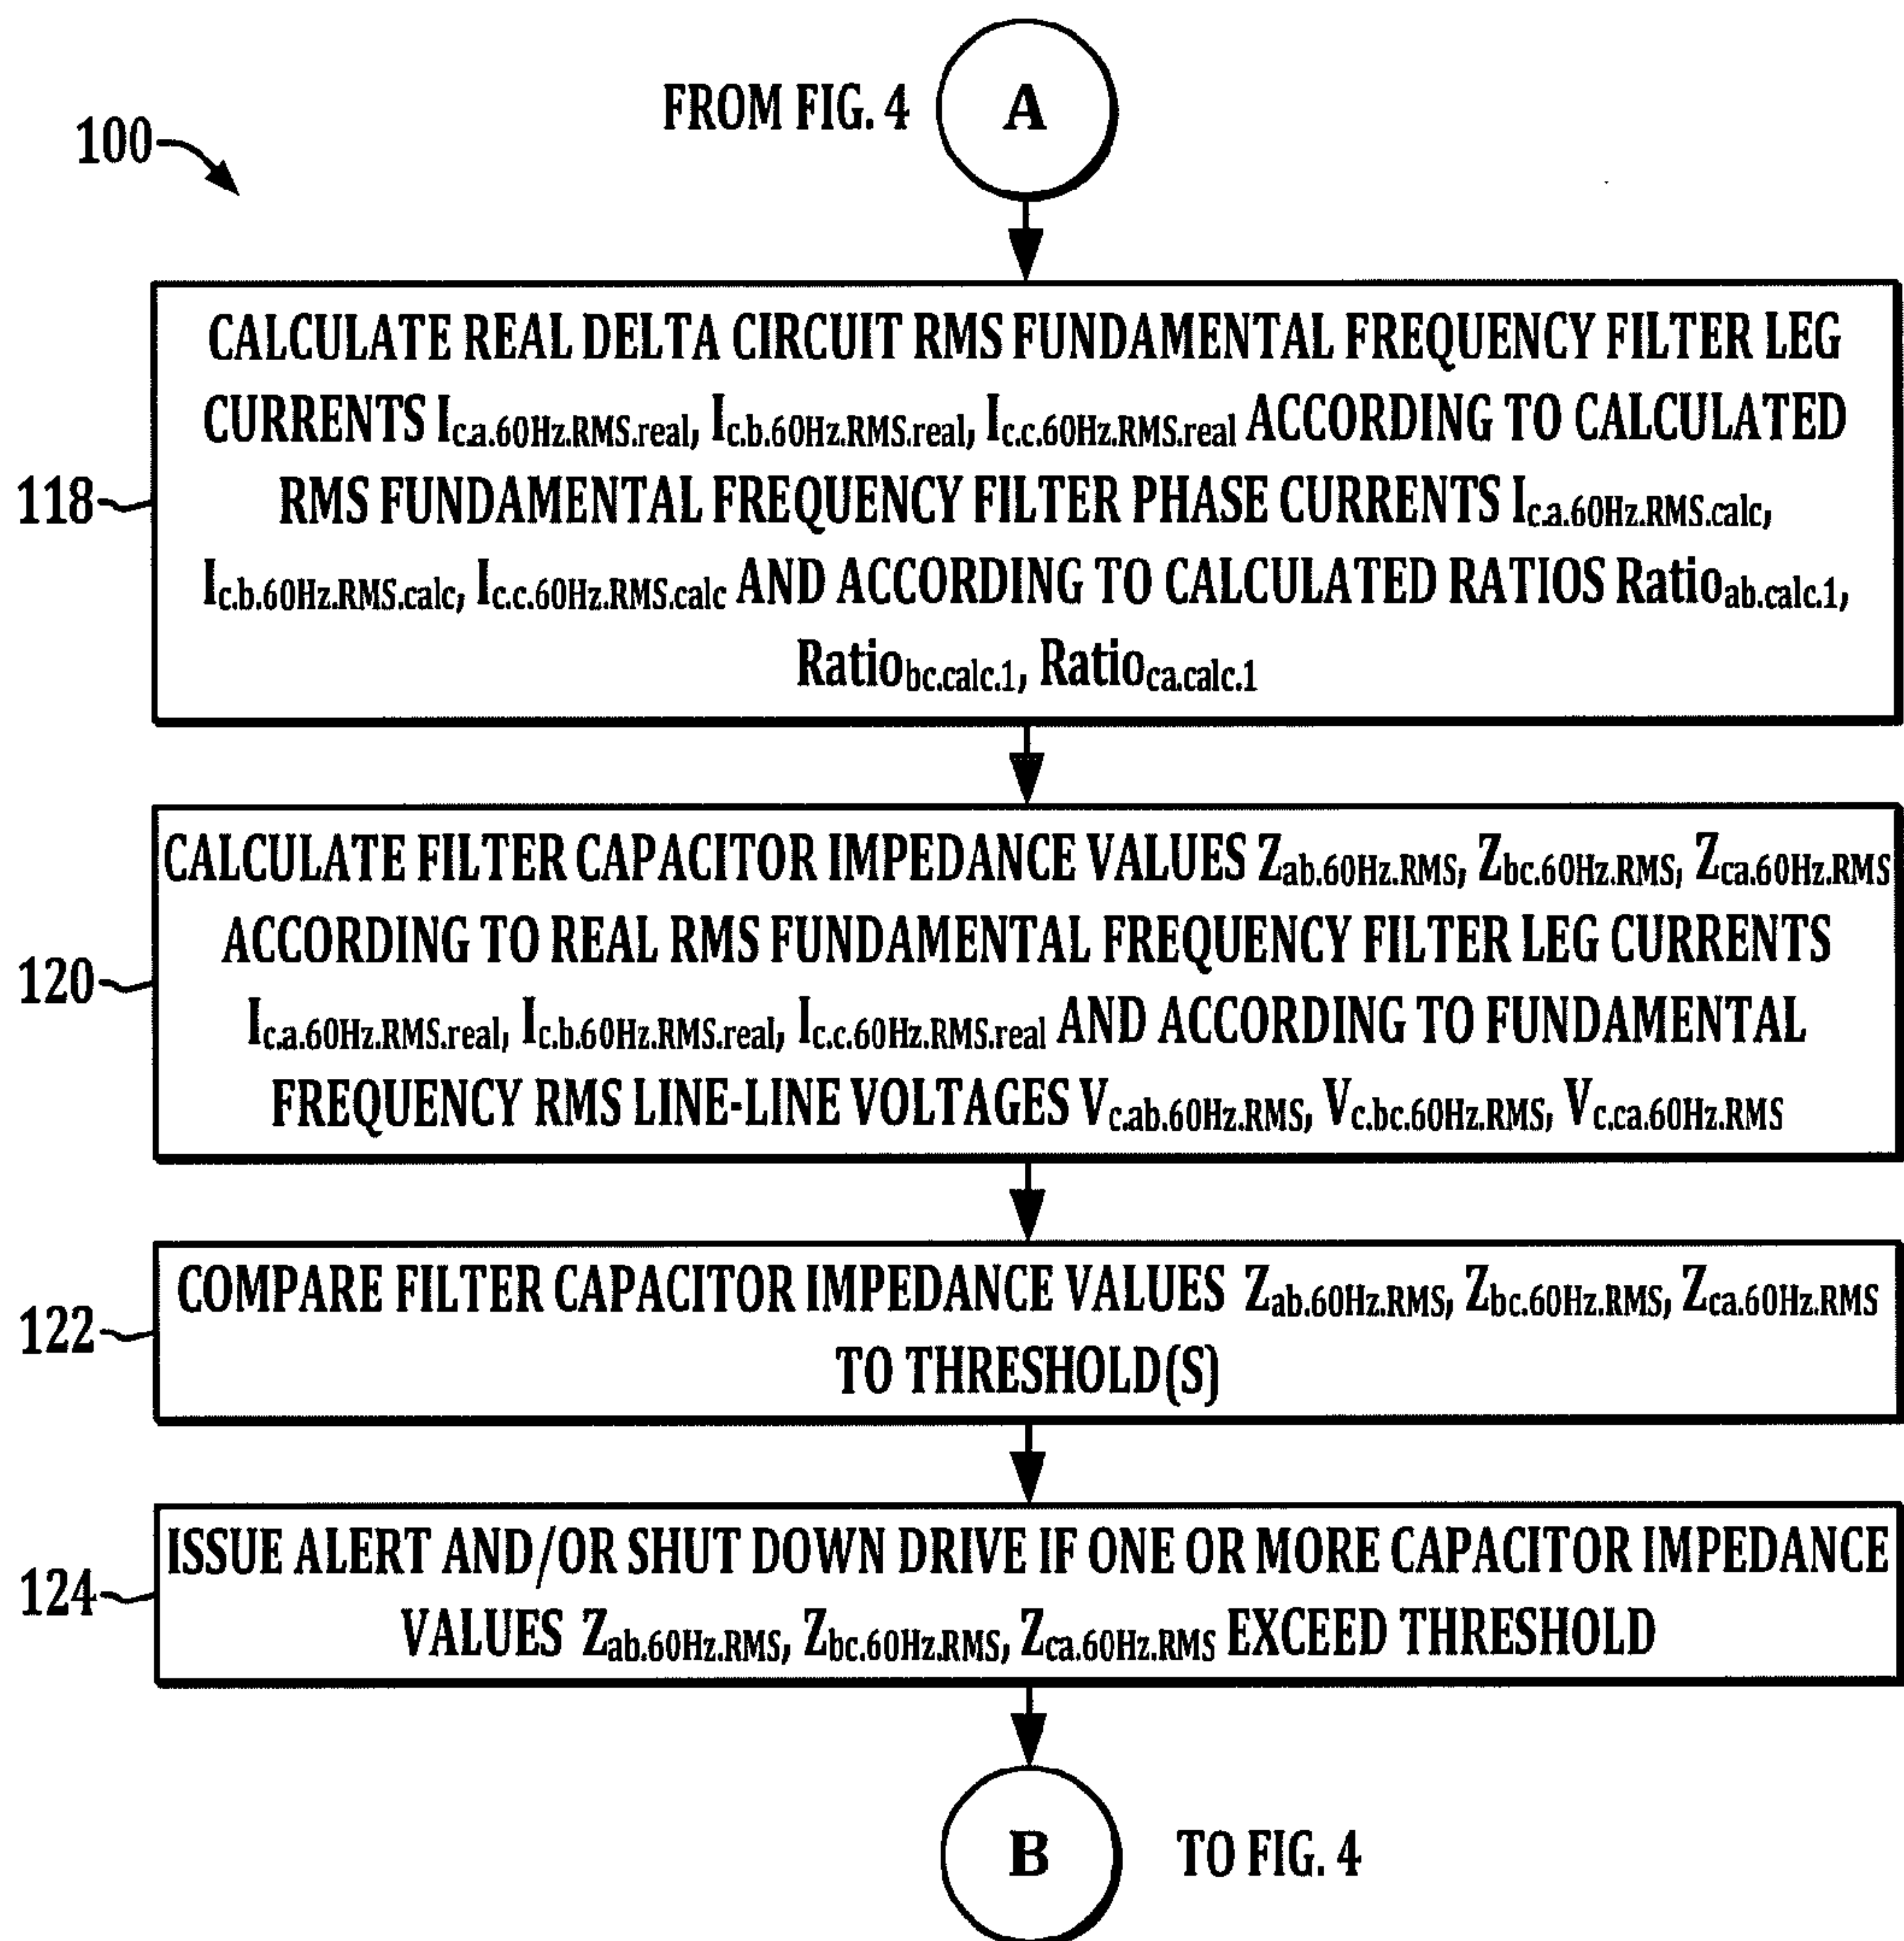 FROM FIG. 4
A
100
CALCULATE REAL DELTA CIRCUIT RMS FUNDAMENTAL FREQUENCY FILTER LEG
CURRENTS Ic.a.60Hz.RMS.real, Ic.b.60Hz.RMS.real, Ic.c.60Hz.RMS.real ACCORDING TO CALCULATED
118
RMS FUNDAMENTAL FREQUENCY FILTER PHASE CURRENTS Ic.a.60Hz.RMS.calc,
Ic.b.60Hz.RMS.calc, Ic.c.60Hz.RMS.calc AND ACCORDING TO CALCULATED RATIOS Ratioab.calc.1,
Ratiobc.calc.1, Ratioca.calc.1
CALCULATE FILTER CAPACITOR IMPEDANCE VALUES Zab.60Hz.RMS, Zbc.60Hz.RMS, Zca.60Hz.RMS
ACCORDING TO REAL RMS FUNDAMENTAL FREQUENCY FILTER LEG CURRENTS
120
Ic.a.60Hz.RMS.real, Ic.b.60Hz.RMS.real, Ic.c.60Hz.RMS.real AND ACCORDING TO FUNDAMENTAL
FREQUENCY RMS LINE-LINE VOLTAGES Vc.ab.60Hz.RMS, Vc.bc.60Hz.RMS, Vc.ca.60Hz.RMS
COMPARE FILTER CAPACITOR IMPEDANCE VALUES Zab.60Hz.RMS, Zbc.60Hz.RMS, Zca.60Hz.RMS
122
TO THRESHOLD(S)
ISSUE ALERT AND/OR SHUT DOWN DRIVE IF ONE OR MORE CAPACITOR IMPEDANCE
124
VALUES Zab.60Hz.RMS, Zbc.60Hz.RMS, Zca.60Hz.RMS EXCEED THRESHOLD
B
TO FIG. 4